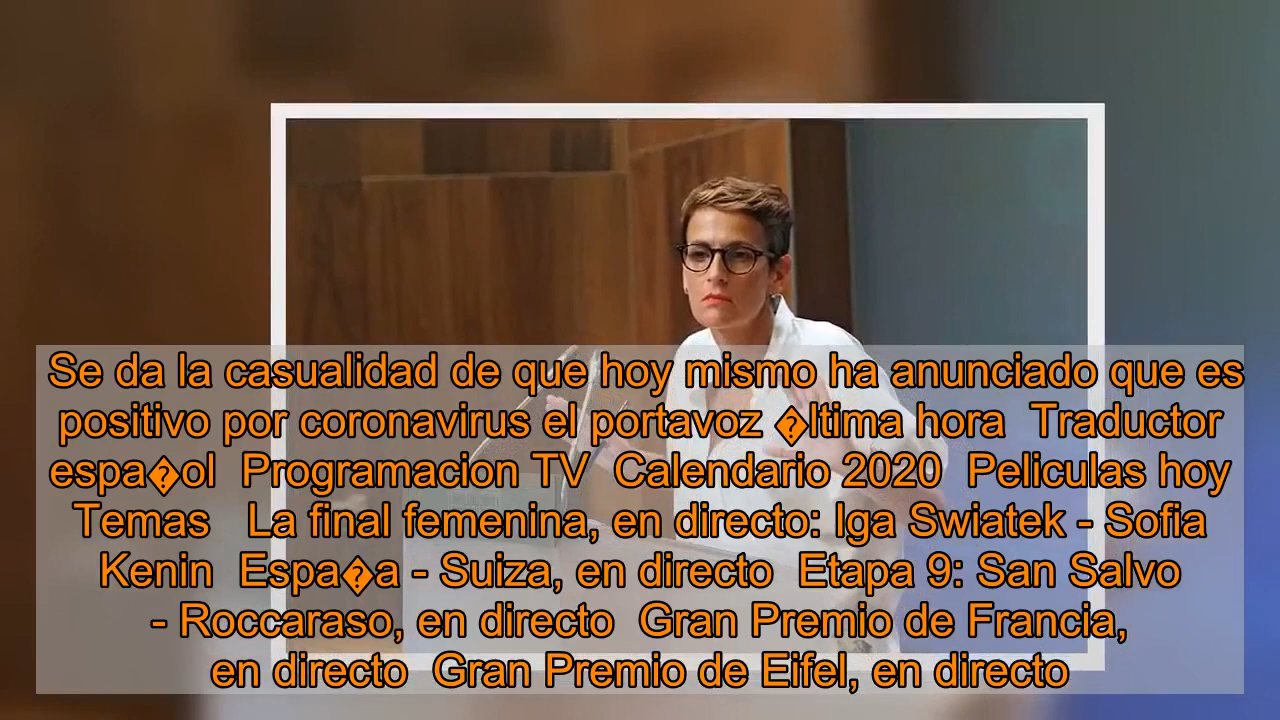 Se da la casualidad de que hoy mismo ha anunciado que es
positivo por coronavirus el portavoz �ltima hora  Traductor
espa�ol  Programacion TV  Calendario 2020  Peliculas hoy
Temas   La final femenina, en directo: Iga Swiatek - Sofia
Kenin  Espa�a - Suiza, en directo  Etapa 9: San Salvo
- Roccaraso, en directo  Gran Premio de Francia,
en directo  Gran Premio de Eifel, en directo